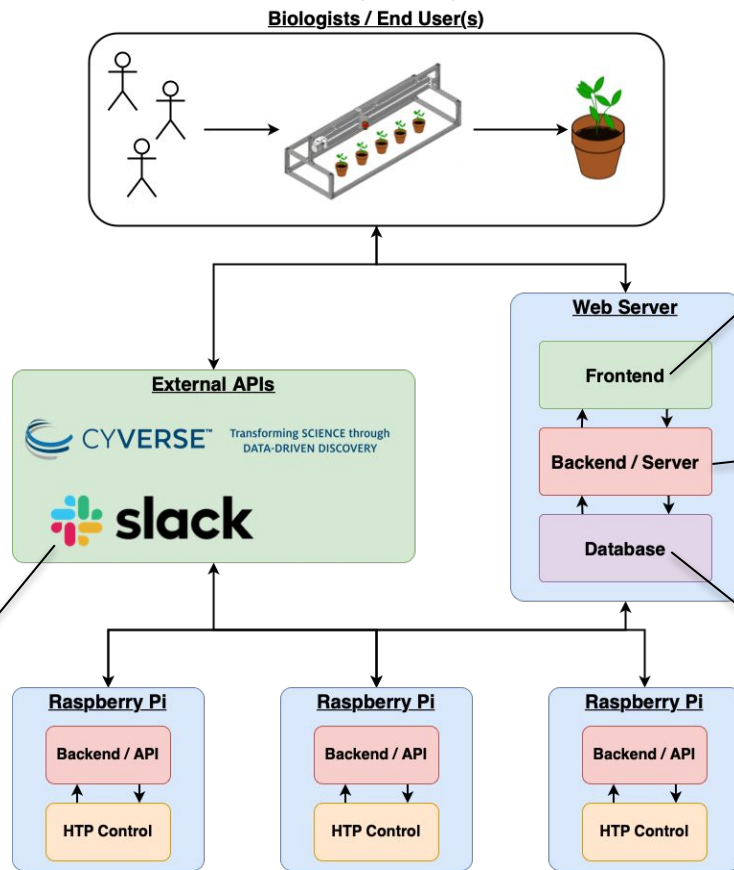 Biologists / End User(s)
Web Server
Frontend
Backend / Server
Database
External APIs
CYVERSE™
Transforming SCIENCE through
DATA-DRIVEN DISCOVERY
slack
Raspberry Pi
Backend / API
HTP Control
Raspberry Pi
Backend / API
HTP Control
Raspberry Pi
Backend / API
HTP Control